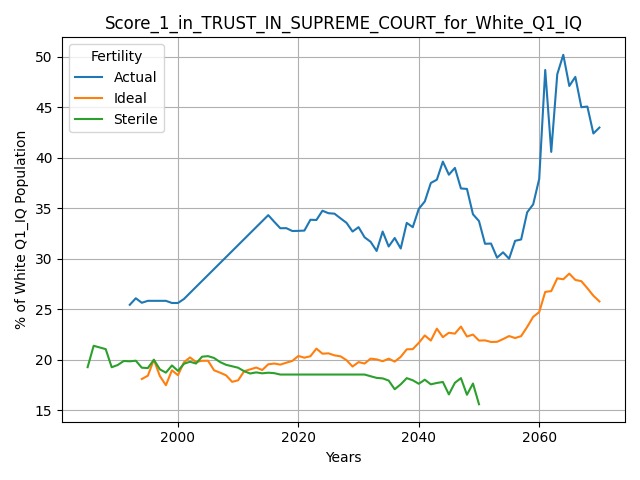 Score_1_in_TRUST_IN_SUPREME_COURT_for_White_Q1_IQ
Fertility
Actual
Ideal
Sterile
% of White Q1_IQ Population
50
45
40
35
30
25
20
15
2000
2020
2040
2060
Years